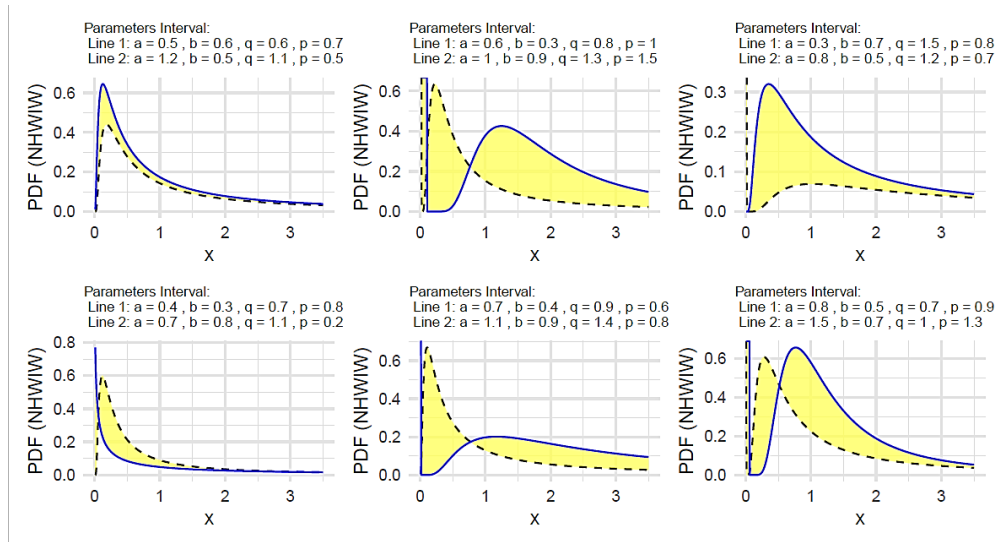 Parameters Interval:
Line 1: a = 0.5 , b = 0.6 , q = 0.6 , p = 0.7
Line 2: a = 1.2 , b = 0.5 , q = 1.1 , p = 0.5
PDF (NHWIW)
0.6
0.4
0.2
0.0
0 1 2 3
X
Parameters Interval:
Line 1: a = 0.6 , b = 0.3 , q = 0.8 , p = 1
Line 2: a = 1 , b = 0.9 , q = 1.3 , p = 1.5
PDF (NHWIW)
0.6
0.4
0.2
0.0
0 1 2 3
X
Parameters Interval:
Line 1: a = 0.3 , b = 0.7 , q = 1.5 , p = 0.8
Line 2: a = 0.8 , b = 0.5 , q = 1.2 , p = 0.7
PDF (NHWIW)
0.3
0.2
0.1
0.0
0 1 2 3
X
Parameters Interval:
Line 1: a = 0.4 , b = 0.3 , q = 0.7 , p = 0.8
Line 2: a = 0.7 , b = 0.8 , q = 1.1 , p = 0.2
PDF (NHWIW)
0.8
0.6
0.4
0.2
0.0
0 1 2 3
X
Parameters Interval:
Line 1: a = 0.7 , b = 0.4 , q = 0.9 , p = 0.6
Line 2: a = 1.1 , b = 0.9 , q = 1.4 , p = 0.8
PDF (NHWIW)
0.6
0.4
0.2
0.0
0 1 2 3
X
Parameters Interval:
Line 1: a = 0.8 , b = 0.5 , q = 0.7 , p = 0.9
Line 2: a = 1.5 , b = 0.7 , q = 1 , p = 1.3
PDF (NHWIW)
0.6
0.4
0.2
0.0
0 1 2 3
X